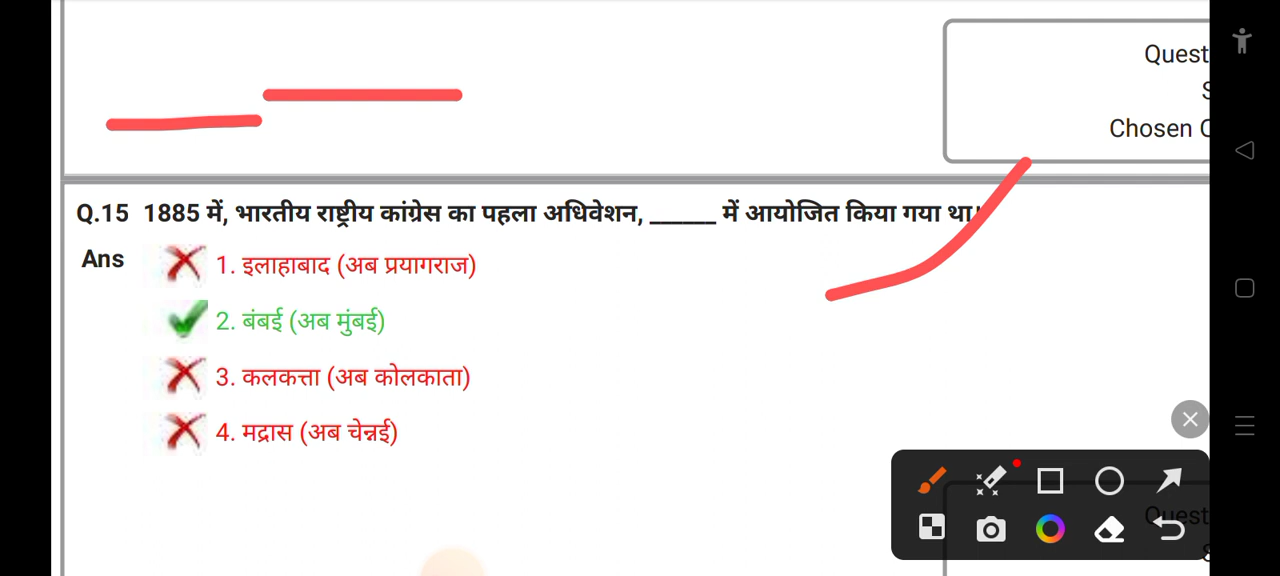 Quest
S
Chosen O
Q.15 1885 में, भारतीय राष्ट्रीय कांग्रेस का पहला अधिवेशन, ______ में आयोजित किया गया था।
Ans 1. इलाहाबाद (अब प्रयागराज)
2. बंबई (अब मुंबई)
3. कलकत्ता (अब कोलकाता)
4. मद्रास (अब चेन्नई)
Quest